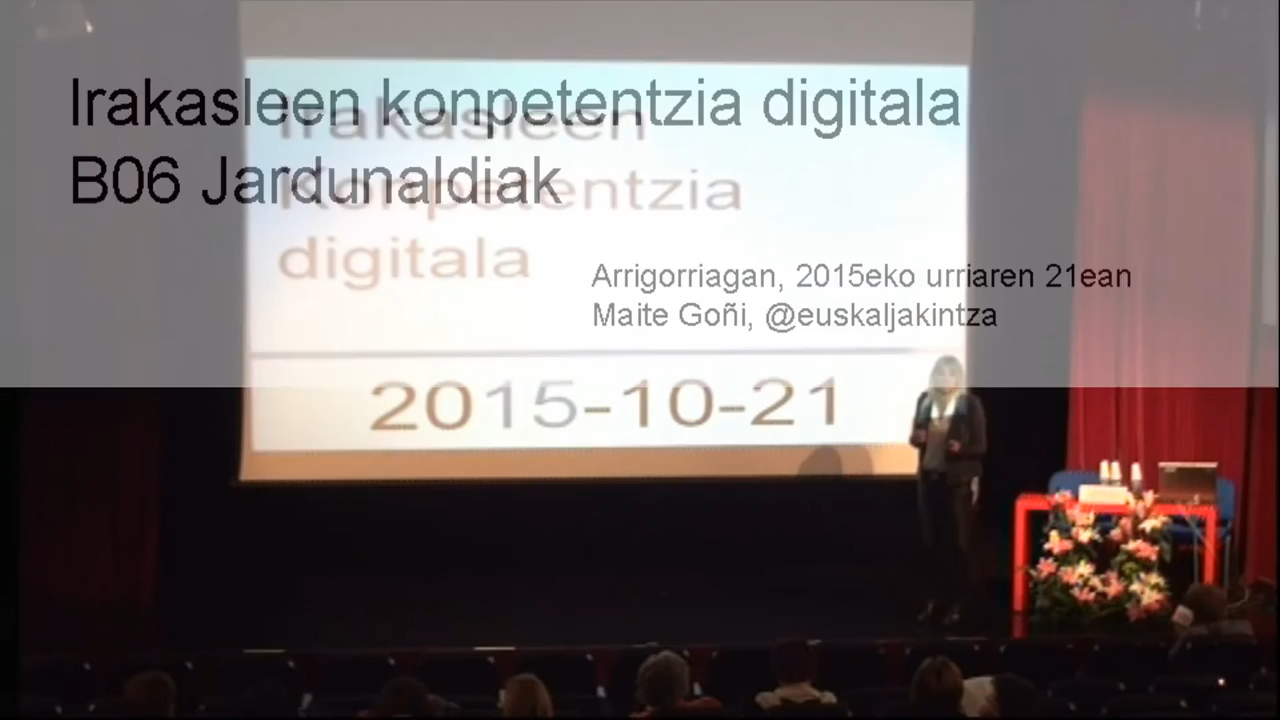 Irakasleen konpetentzia digitala
B06 Jardunaldiak
Arrigorriagan, 2015eko urriaren 21ean
Maite Goñi, @euskaljakintza
Irakasleen
Konpetentzia
digitala
2015-10-21